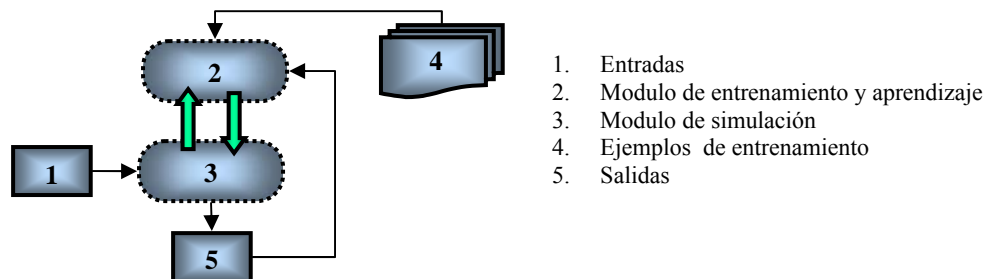 2
4
3
1
5
1. Entradas
2. Modulo de entrenamiento y aprendizaje
3. Modulo de simulación
4. Ejemplos de entrenamiento
5. Salidas